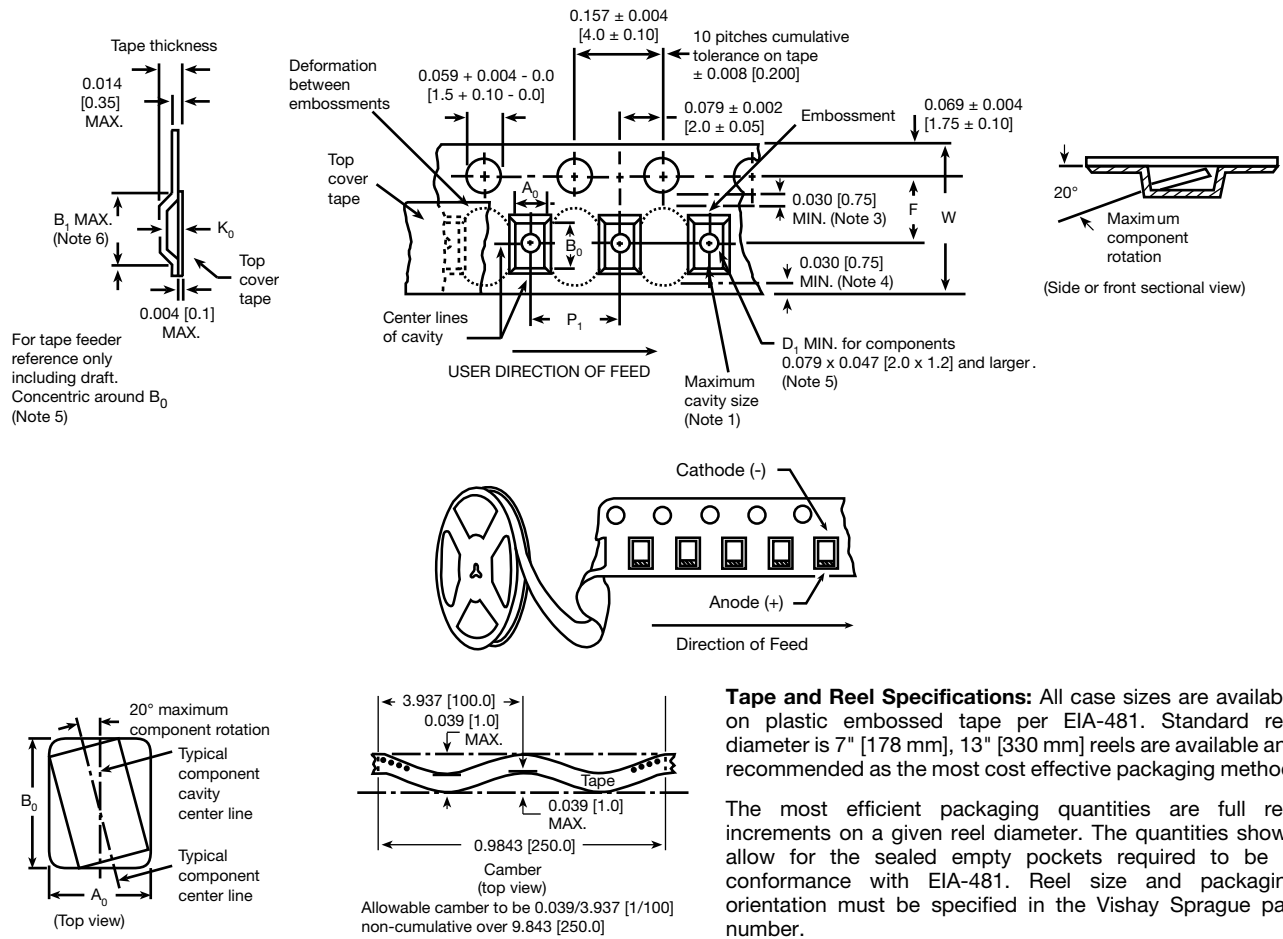 Tape thickness
0.014
[0.35]
MAX.
B1 MAX.
(Note 6)
K0
Top
cover
tape
0.004 [0.1]
MAX.
For tape feeder
reference only
including draft.
Concentric around B0
(Note 5)
Deformation
between
embossments
0.059 + 0.004 - 0.0
[1.5 + 0.10 - 0.0]
0.157 ± 0.004
[4.0 ± 0.10]
10 pitches cumulative
tolerance on tape
± 0.008 [0.200]
0.079 ± 0.002
[2.0 ± 0.05]
Embossment
0.069 ± 0.004
[1.75 ± 0.10]
Top
cover
tape
A0
B0
0.030 [0.75]
MIN. (Note 3)
F
W
0.030 [0.75]
MIN. (Note 4)
Center lines
of cavity
P1
USER DIRECTION OF FEED
Maximum
cavity size
(Note 1)
D1 MIN. for components
0.079 x 0.047 [2.0 x 1.2] and larger.
(Note 5)
20°
Maximum
component
rotation
(Side or front sectional view)
Cathode (-)
Anode (+)
Direction of Feed
20° maximum
component rotation
Typical
component
cavity
center line
B0
A0
Typical
component
center line
(Top view)
3.937 [100.0]
0.039 [1.0]
MAX.
Tape
0.039 [1.0]
MAX.
0.9843 [250.0]
Camber
(top view)
Allowable camber to be 0.039/3.937 [1/100]
non-cumulative over 9.843 [250.0]
Tape and Reel Specifications: All case sizes are availab
on plastic embossed tape per EIA-481. Standard re
diameter is 7" [178 mm], 13" [330 mm] reels are available an
recommended as the most cost effective packaging metho
The most efficient packaging quantities are full re
increments on a given reel diameter. The quantities show
allow for the sealed empty pockets required to be
conformance with EIA-481. Reel size and packagin
orientation must be specified in the Vishay Sprague pa
number.